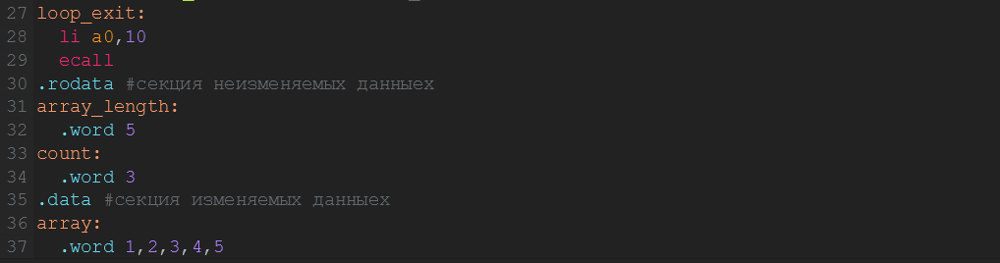 27 loop_exit:
28 li a0,10
29 ecall
30 .rodata #секция неизменяемых данныех
31 array_length:
32 .word 5
33 count:
34 .word 3
35 .data #секция изменяемых данныех
36 array:
37 .word 1,2,3,4,5